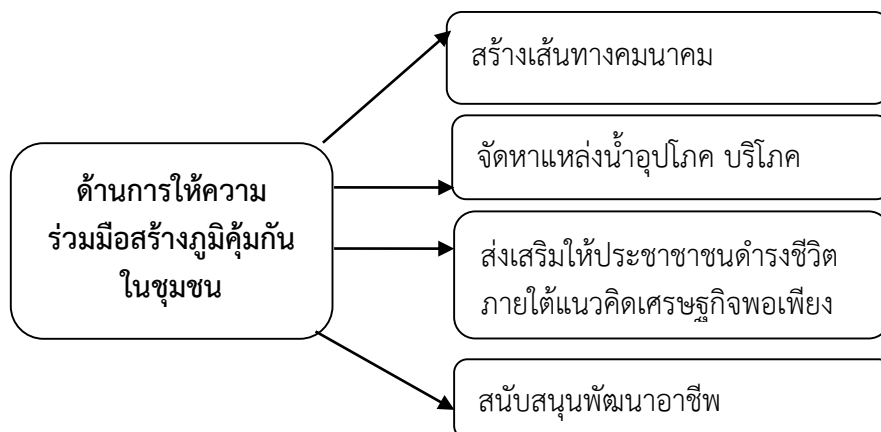 สร้างเส้นทางคมนาคม
จัดหาแหล่งน้ำอุปโภค บริโภค
ด้านการให้ความ
ร่วมมือสร้างภูมิคุ้มกัน
ในชุมชน
ส่งเสริมให้ประชาชาชนดำรงชีวิต
ภายใต้แนวคิดเศรษฐกิจพอเพียง
สนับสนุนพัฒนาอาชีพ